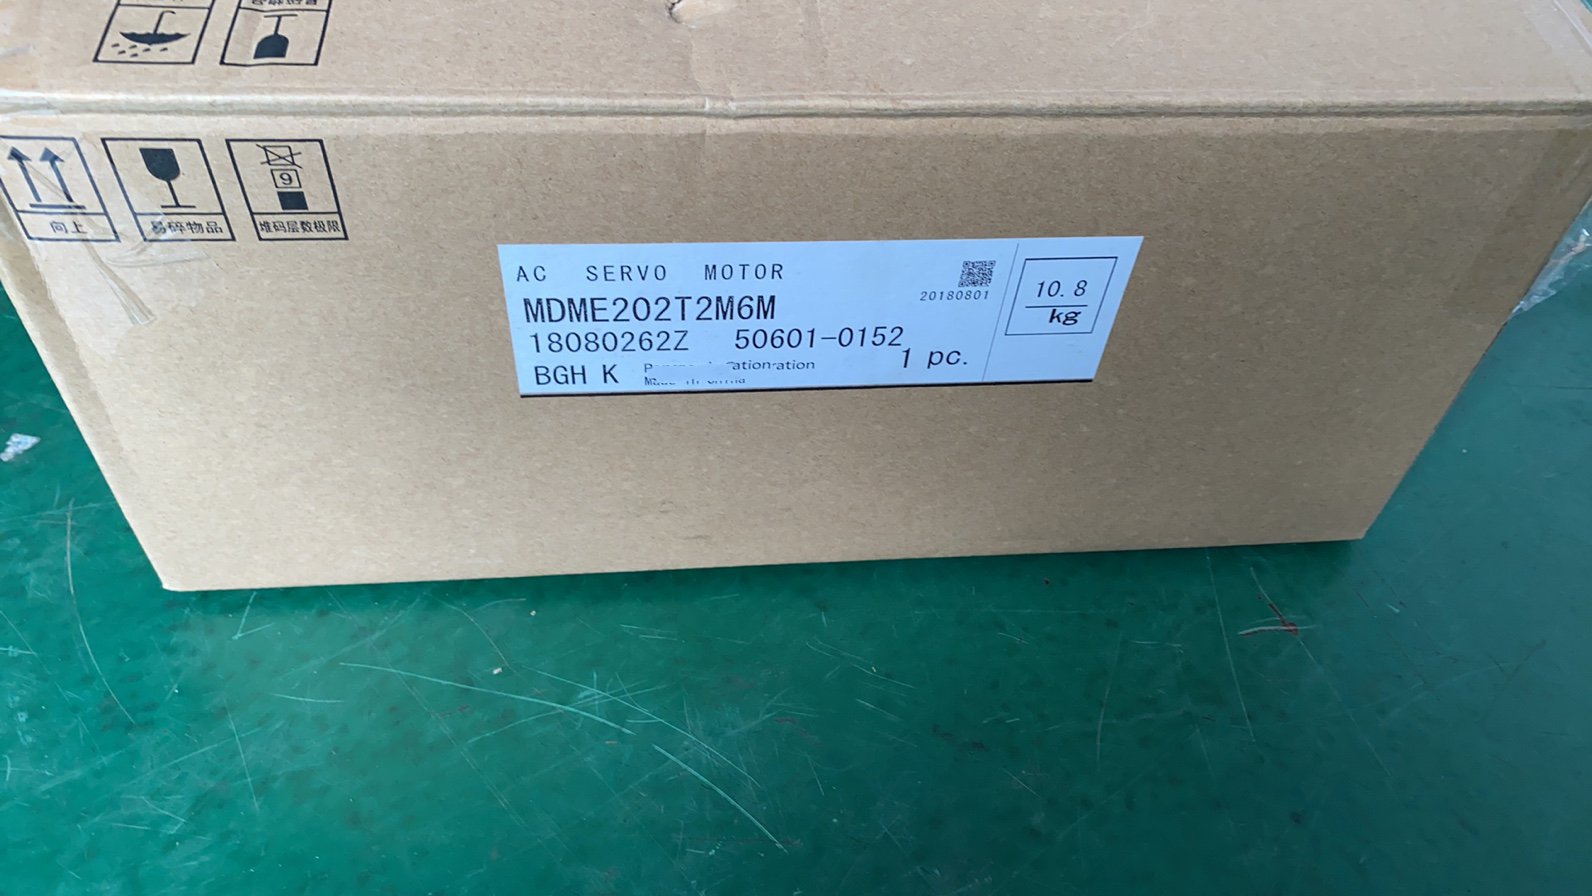 向上
易碎物品
9
堆码层数极限
AC SERVO MOTOR
20180801
MDME202T2M6M
18080262Z 50601-0152
BGH K
1 pc.
10.8
kg